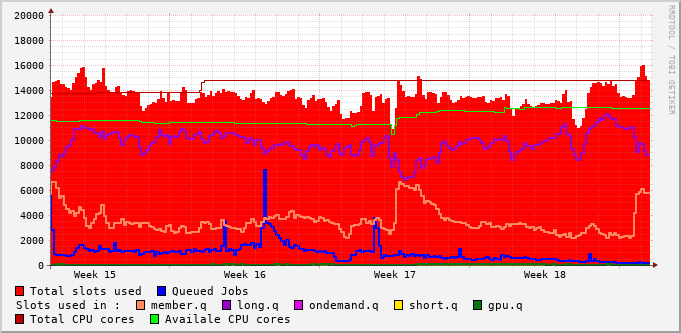 20000
18000
16000
14000
12000
10000
8000
6000
4000
2000
0
Week 15 Week 16 Week 17 Week 18
RRDTOOL / TOBI OETIKER
Total slots used Queued Jobs
Slots used in : member.q long.q ondemand.q short.q gpu.q
Total CPU cores Availale CPU cores